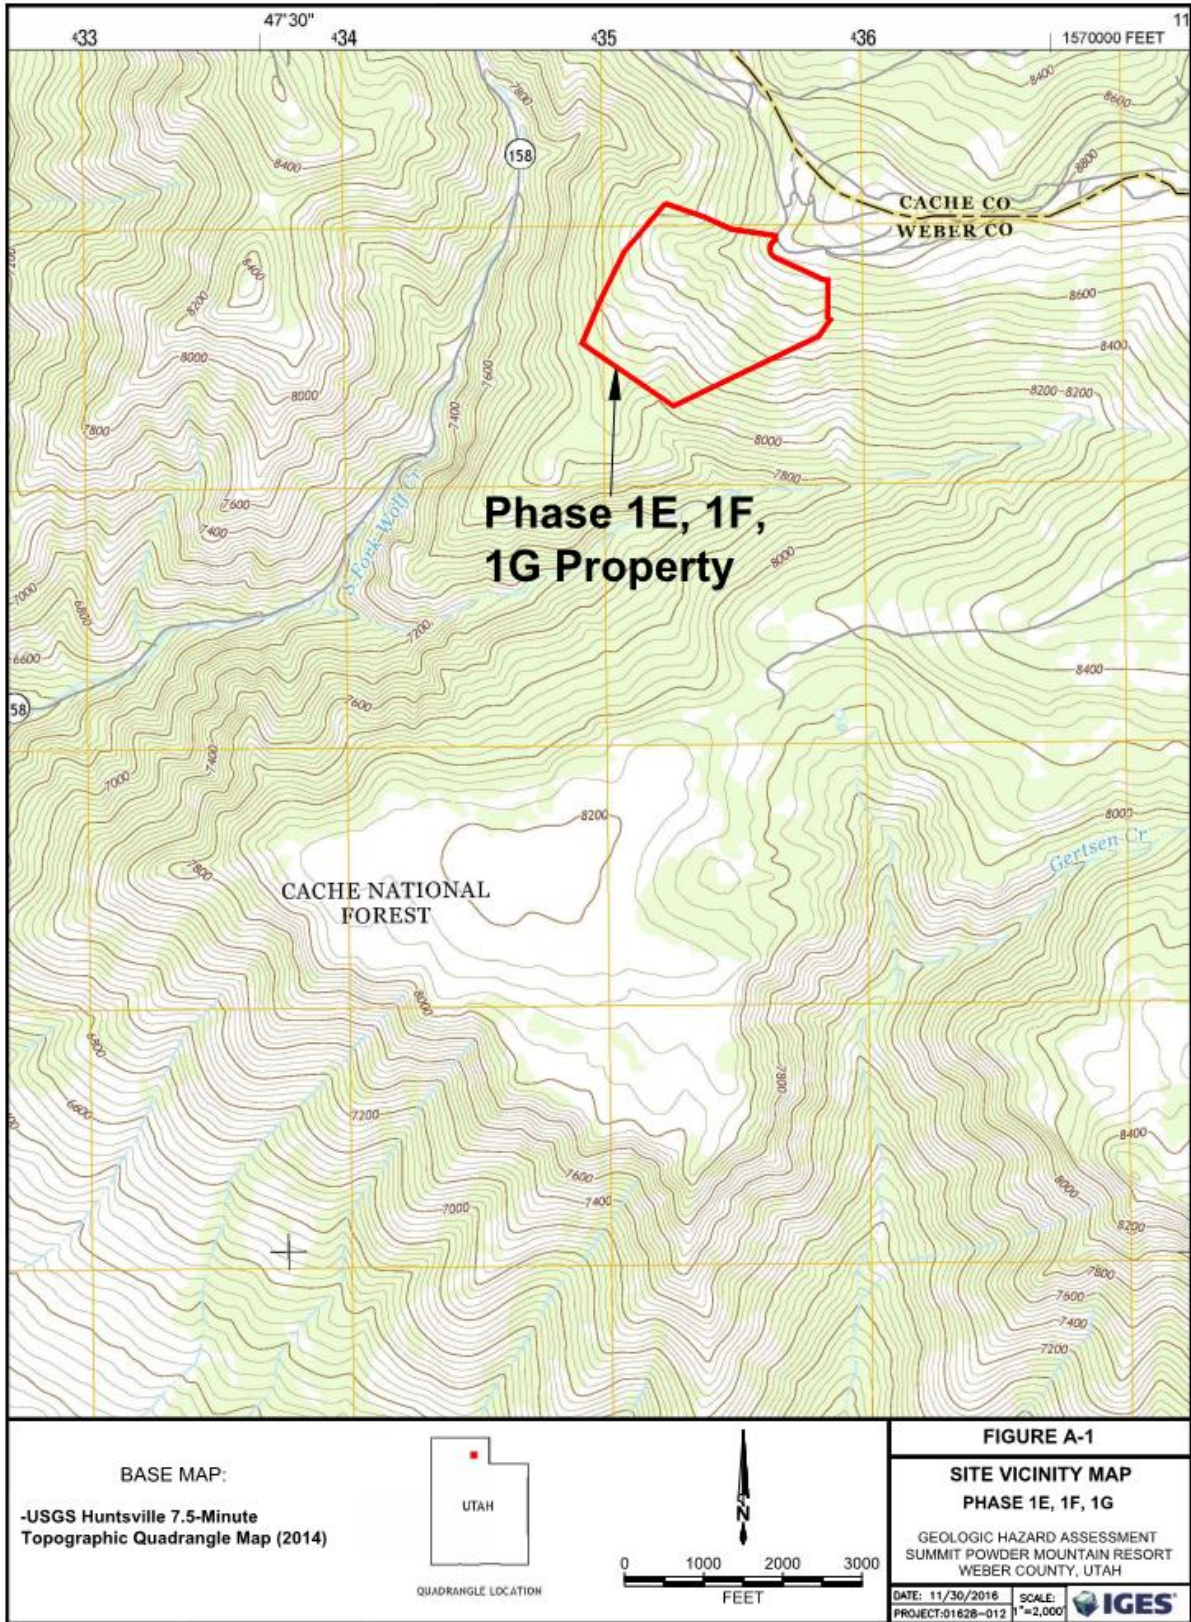 47'30"
11
433
434
435
436
1570000 FEET
7800
8400
8600
158
8400
8800
CACHE CO
WEBER CO
7200
8400
8200
8600
8000
7600
8400
8000
8200
8200
7400
7800
8000
7800
7600
S Fork Wolf Cr
Phase 1E, 1F,
1G Property
7400
8000
7000
6800
7200
6600
8400
58
7600
7400
7000
8200
8000
Gertsen Cr
7800
CACHE NATIONAL
FOREST
8000
6800
7800
6600
7200
8400
7600
8000
7400
7000
8200
7800
7600
7400
7200
BASE MAP:
-USGS Huntsville 7.5-Minute
Topographic Quadrangle Map (2014)
UTAH
QUADRANGLE LOCATION
N
0 1000 2000 3000
FEET
FIGURE A-1
SITE VICINITY MAP
PHASE 1E, 1F, 1G
GEOLOGIC HAZARD ASSESSMENT
SUMMIT POWDER MOUNTAIN RESORT
WEBER COUNTY, UTAH
DATE: 11/30/2016
PROJECT:01628-012
SCALE:
1"=2,000'
IGES